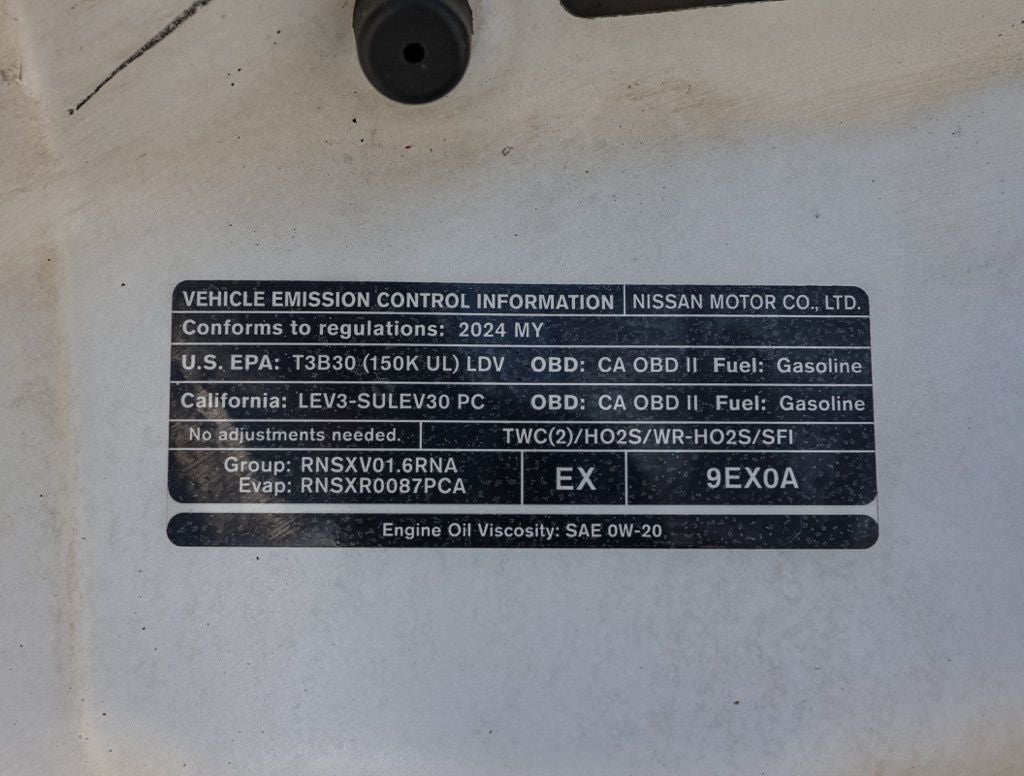 VEHICLE EMISSION CONTROL INFORMATION NISSAN MOTOR CO., LTD.
Conforms to regulations: 2024 MY
U.S. EPA: T3B30 (150K UL) LDV OBD: CA OBD II Fuel: Gasoline
California: LEV3-SULEV30 PC OBD: CA OBD II Fuel: Gasoline
No adjustments needed. TWC(2)/HO2S/WR-HO2S/SFI
Group: RNSXV01.6RNA
Evap: RNSXR0087PCA
EX
9EX0A
Engine Oil Viscosity: SAE 0W-20